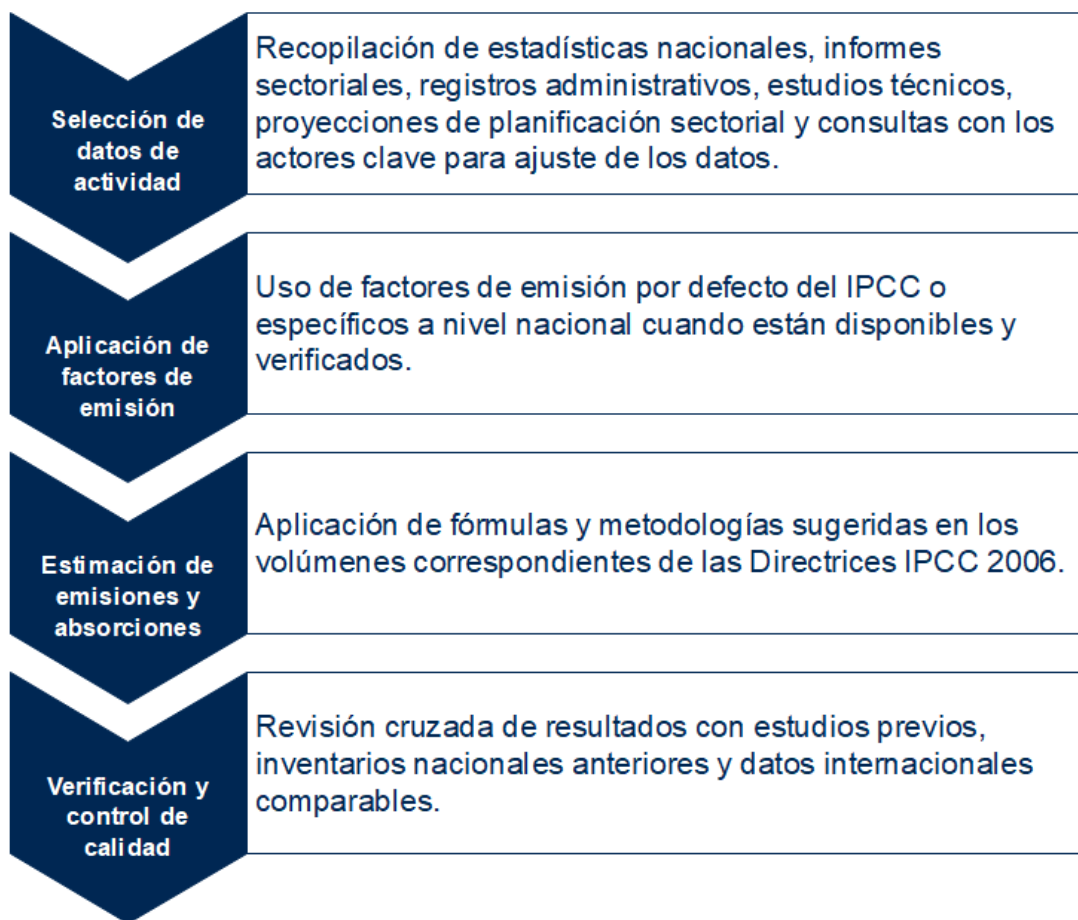 Selección de
datos de
actividad
Recopilación de estadísticas nacionales, informes
sectoriales, registros administrativos, estudios técnicos,
proyecciones de planificación sectorial y consultas con los
actores clave para ajuste de los datos.
Aplicación de
factores de
emisión
Uso de factores de emisión por defecto del IPCC o
específicos a nivel nacional cuando están disponibles y
verificados.
Estimación de
emisiones y
absorciones
Aplicación de fórmulas y metodologías sugeridas en los
volúmenes correspondientes de las Directrices IPCC 2006.
Verificación y
control de
calidad
Revisión cruzada de resultados con estudios previos,
inventarios nacionales anteriores y datos internacionales
comparables.